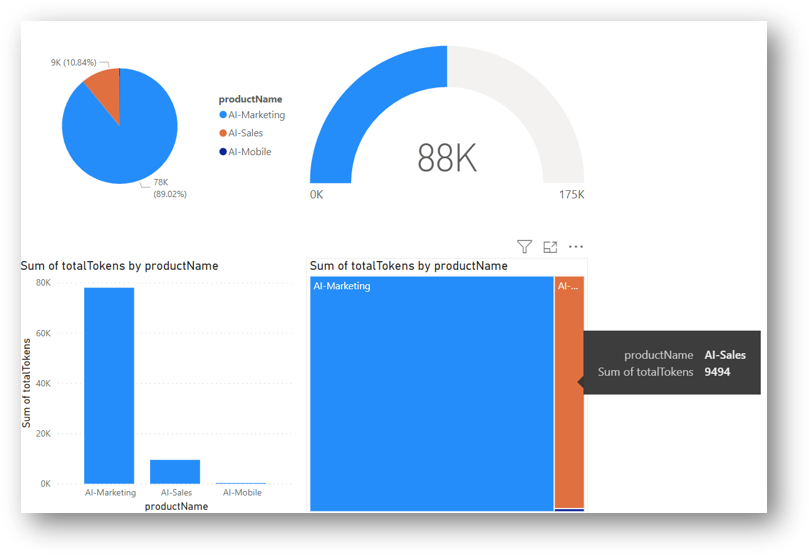 9K (10.84%)
78K
(89.02%)
productName
AI-Marketing
AI-Sales
AI-Mobile
88K
0K
175K
Sum of totalTokens by productName
80K
60K
40K
20K
0K
Sum of totalTokens
AI-Marketing
AI-Sales
AI-Mobile
productName
Sum of totalTokens by productName
AI-Marketing
AI-...
productName AI-Sales
Sum of totalTokens 9494